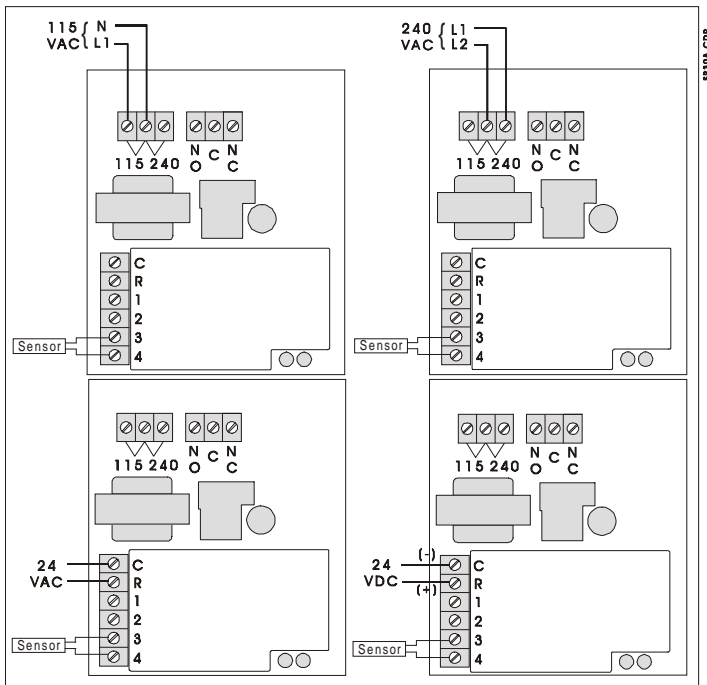 115 { N
VAC { L1
115 240
N O C N C
C
R
1
2
3
4
Sensor
240 { L1
VAC { L2
115 240
N O C N C
C
R
1
2
3
4
Sensor
115 240
N O C N C
24
VAC
C
R
1
2
3
4
Sensor
115 240
N O C N C
24 (-)
VDC (+)
C
R
1
2
3
4
Sensor